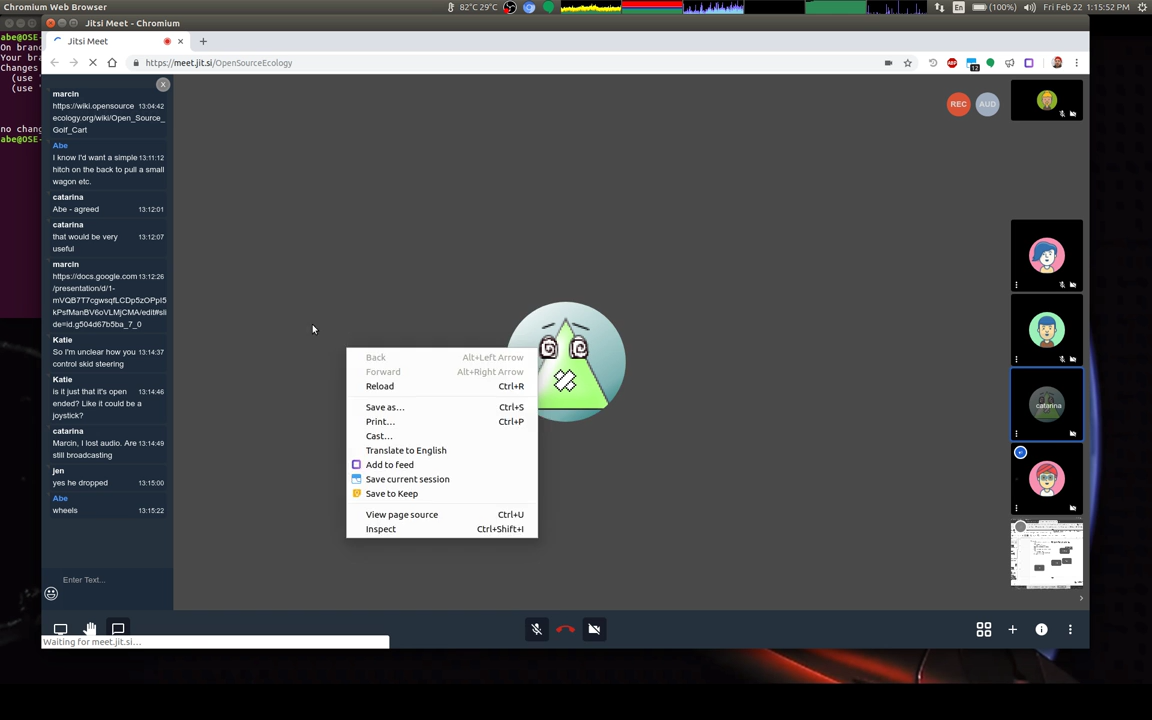 Chromium Web Browser
82°C 29°C
En
(100%)
Fri Feb 22 1:15:52 PM
Jitsi Meet - Chromium
Jitsi Meet
https://meet.jit.si/OpenSourceEcology
ABP
12
abe@OSE-
On bran
Your bra
Changes
(use '
(use '
no chang
abe@OSE-
marcin
https://wiki.opensource 13:04:42
ecology.org/wiki/Open_Source_
Golf_Cart
Abe
I know I'd want a simple 13:11:12
hitch on the back to pull a small
wagon etc.
catarina
Abe - agreed 13:12:01
catarina
that would be very 13:12:07
useful
marcin
https://docs.google.com 13:12:26
/presentation/d/1-
mVQB7T7cgwsqfLCDp5zOPpI5
kPsfManBV6oVLMjCMA/edit#sli
de=id.g504d67b5ba_7_0
Katie
So I'm unclear how you 13:14:37
control skid steering
Katie
is it just that it's open 13:14:46
ended? Like it could be a
joystick?
catarina
Marcin, I lost audio. Are 13:14:49
still broadcasting
jen
yes he dropped 13:15:00
Abe
wheels 13:15:22
Enter Text...
Waiting for meet.jit.si...
REC
AUD
Back Alt+Left Arrow
Forward Alt+Right Arrow
Reload Ctrl+R
Save as... Ctrl+S
Print... Ctrl+P
Cast...
Translate to English
Add to feed
Save current session
Save to Keep
View page source Ctrl+U
Inspect Ctrl+Shift+I
catarina